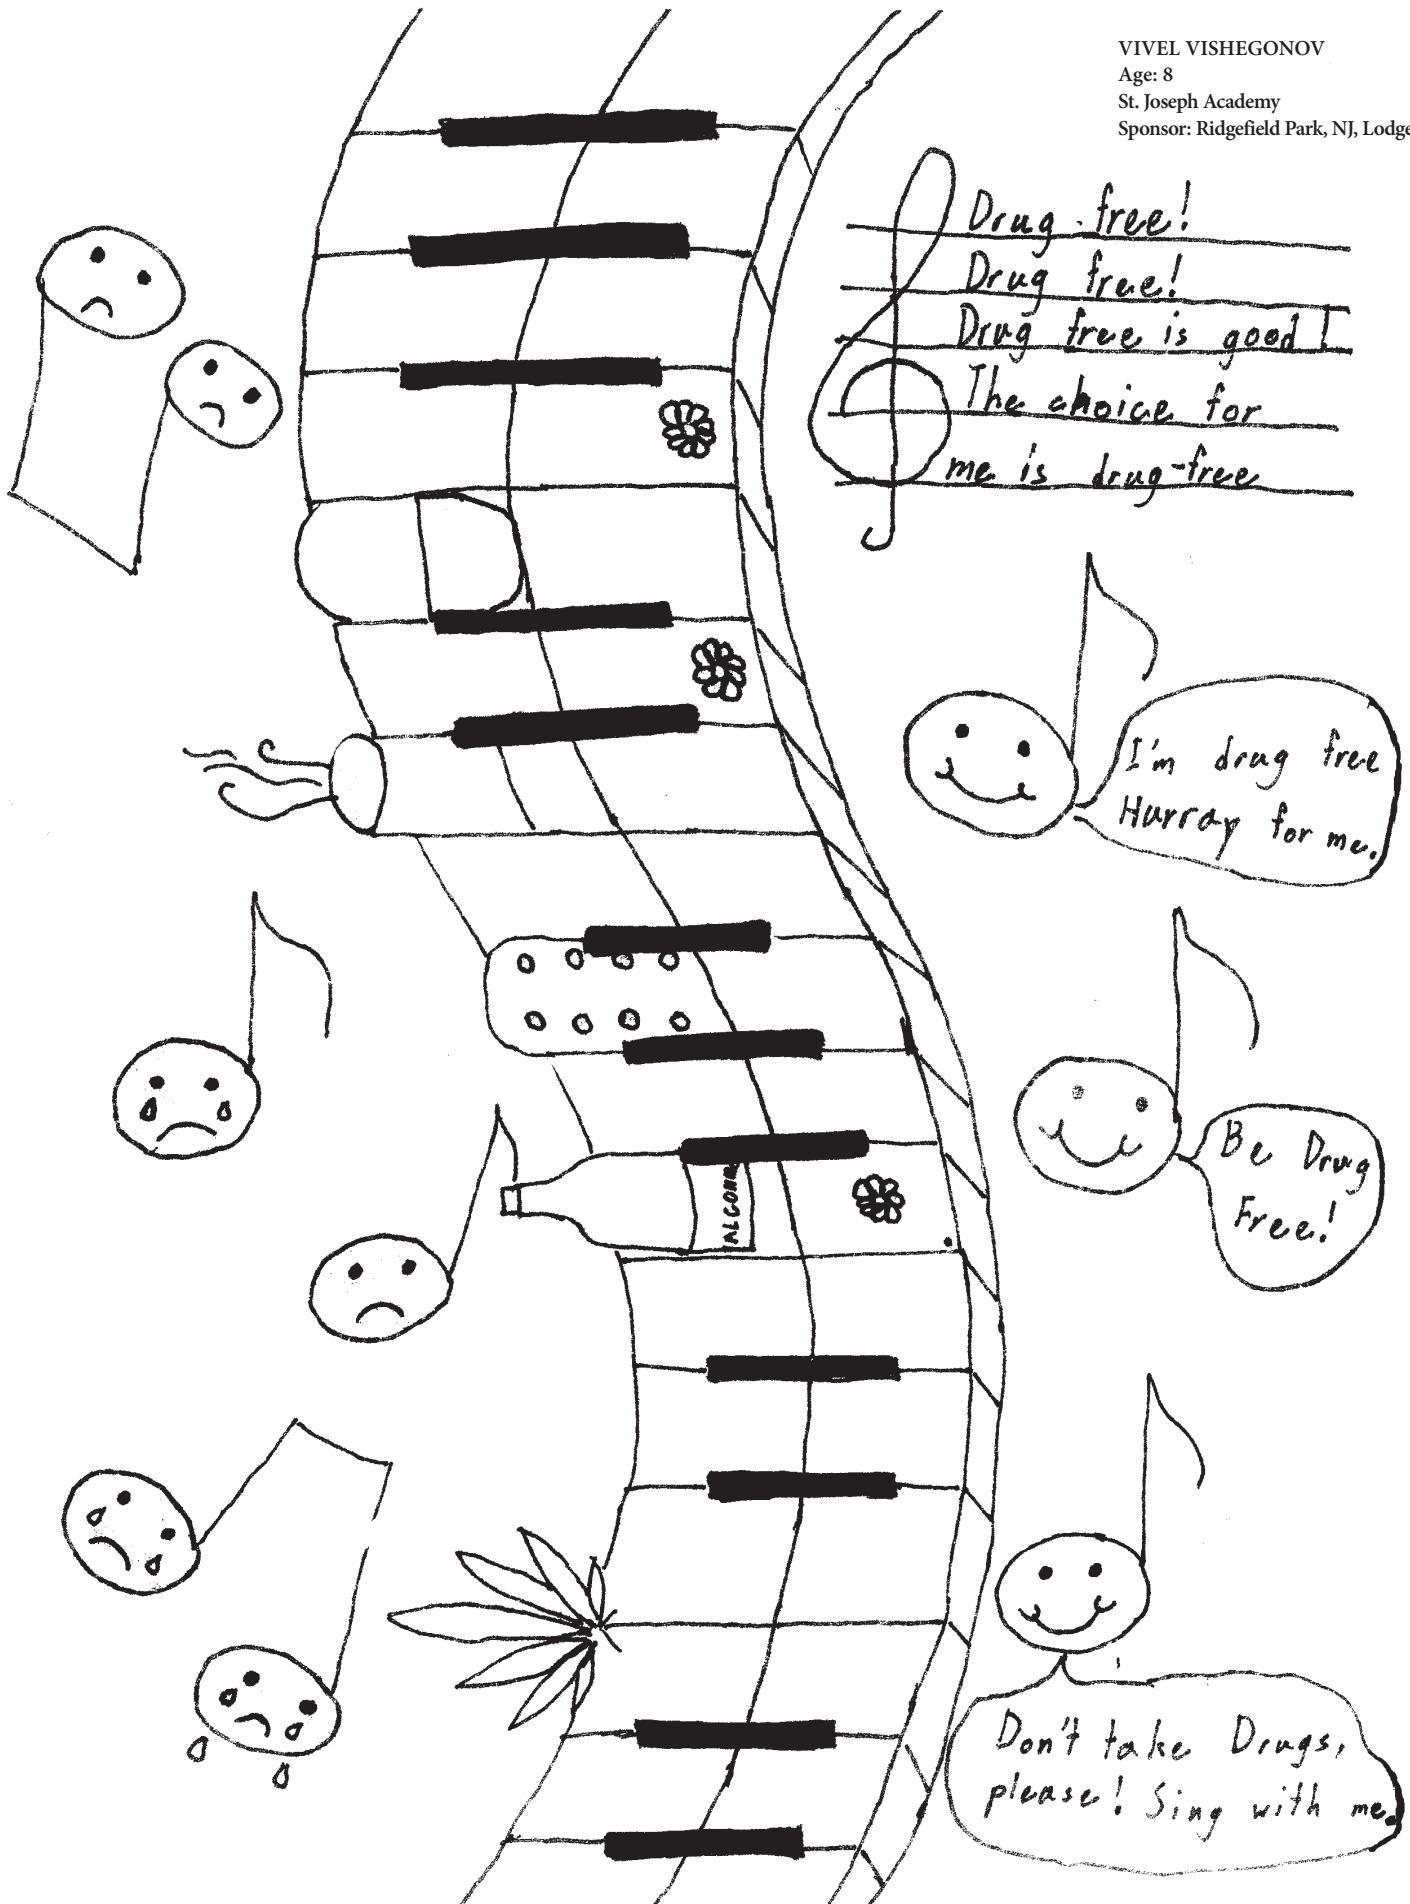 VIVEL VISHEGONOV
Age: 8
St. Joseph Academy
Sponsor: Ridgefield Park, NJ, Lodge
Drug-free!
Drug free!
Drug free is good!
The choice for
me is drug-free
I'm drug free
Hurray for me.
Be Drug
Free!
ALCOHOL
Don't take Drugs,
please! Sing with me.